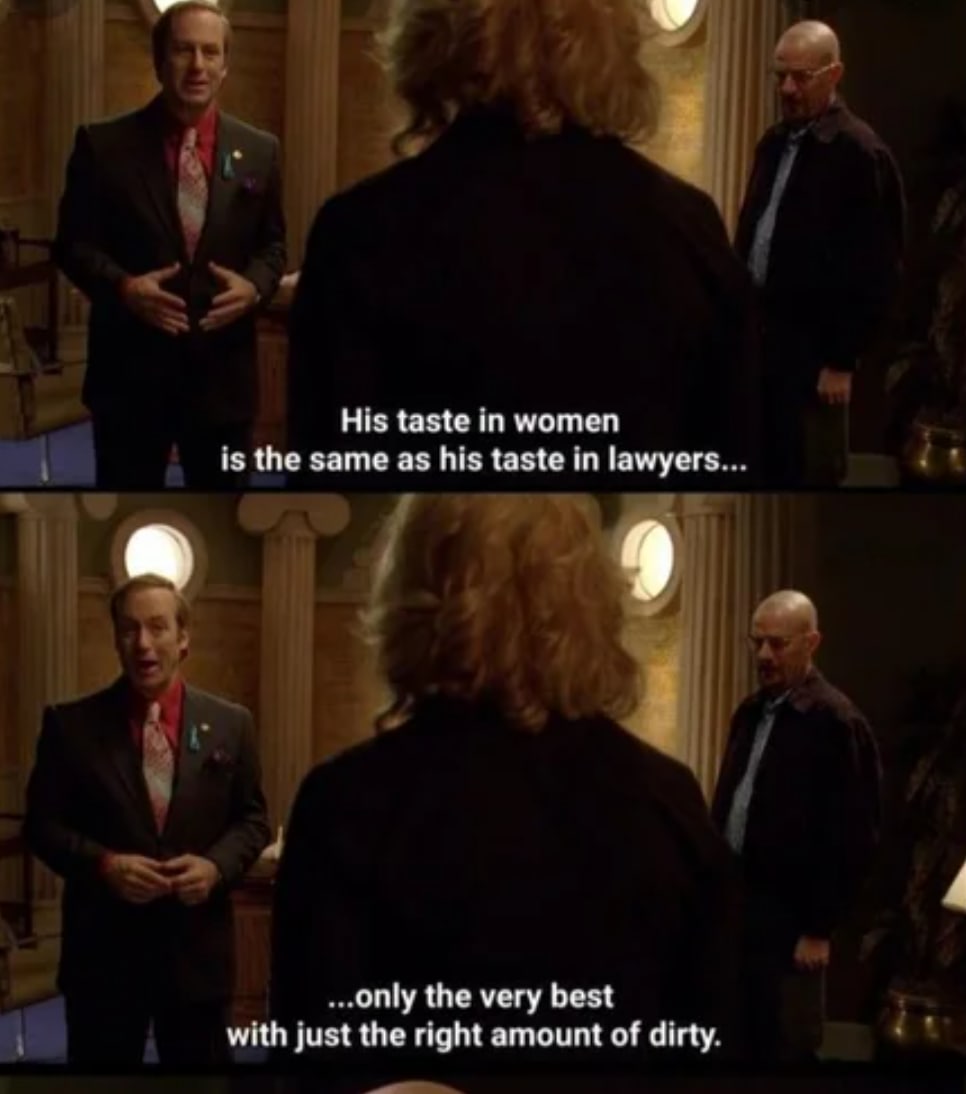 His taste in women
is the same as his taste in lawyers...
...only the very best
with just the right amount of dirty.